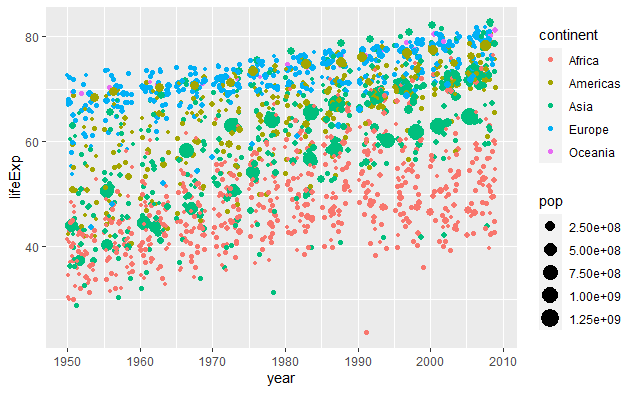 80
60
40
lifeExp
1950 1960 1970 1980 1990 2000 2010
year
continent
Africa
Americas
Asia
Europe
Oceania
pop
2.50e+08
5.00e+08
7.50e+08
1.00e+09
1.25e+09